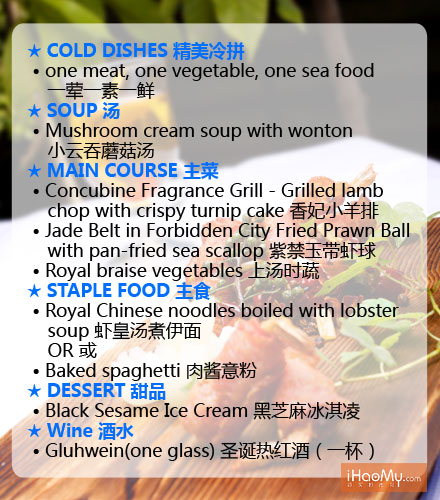 ★ COLD DISHES 精美冷拼
• one meat, one vegetable, one sea food
一荤一素一鲜
★ SOUP 汤
• Mushroom cream soup with wonton
小云吞蘑菇汤
★ MAIN COURSE 主菜
• Concubine Fragrance Grill - Grilled lamb
chop with crispy turnip cake 香妃小羊排
• Jade Belt in Forbidden City Fried Prawn Ball
with pan-fried sea scallop 紫禁玉带虾球
• Royal braise vegetables 上汤时蔬
★ STAPLE FOOD 主食
• Royal Chinese noodles boiled with lobster
soup 虾皇汤煮伊面
OR 或
• Baked spaghetti 肉酱意粉
★ DESSERT 甜品
• Black Sesame Ice Cream 黑芝麻冰淇凌
★ Wine 酒水
• Gluhwein(one glass) 圣诞热红酒（一杯）
iHaoMy.com